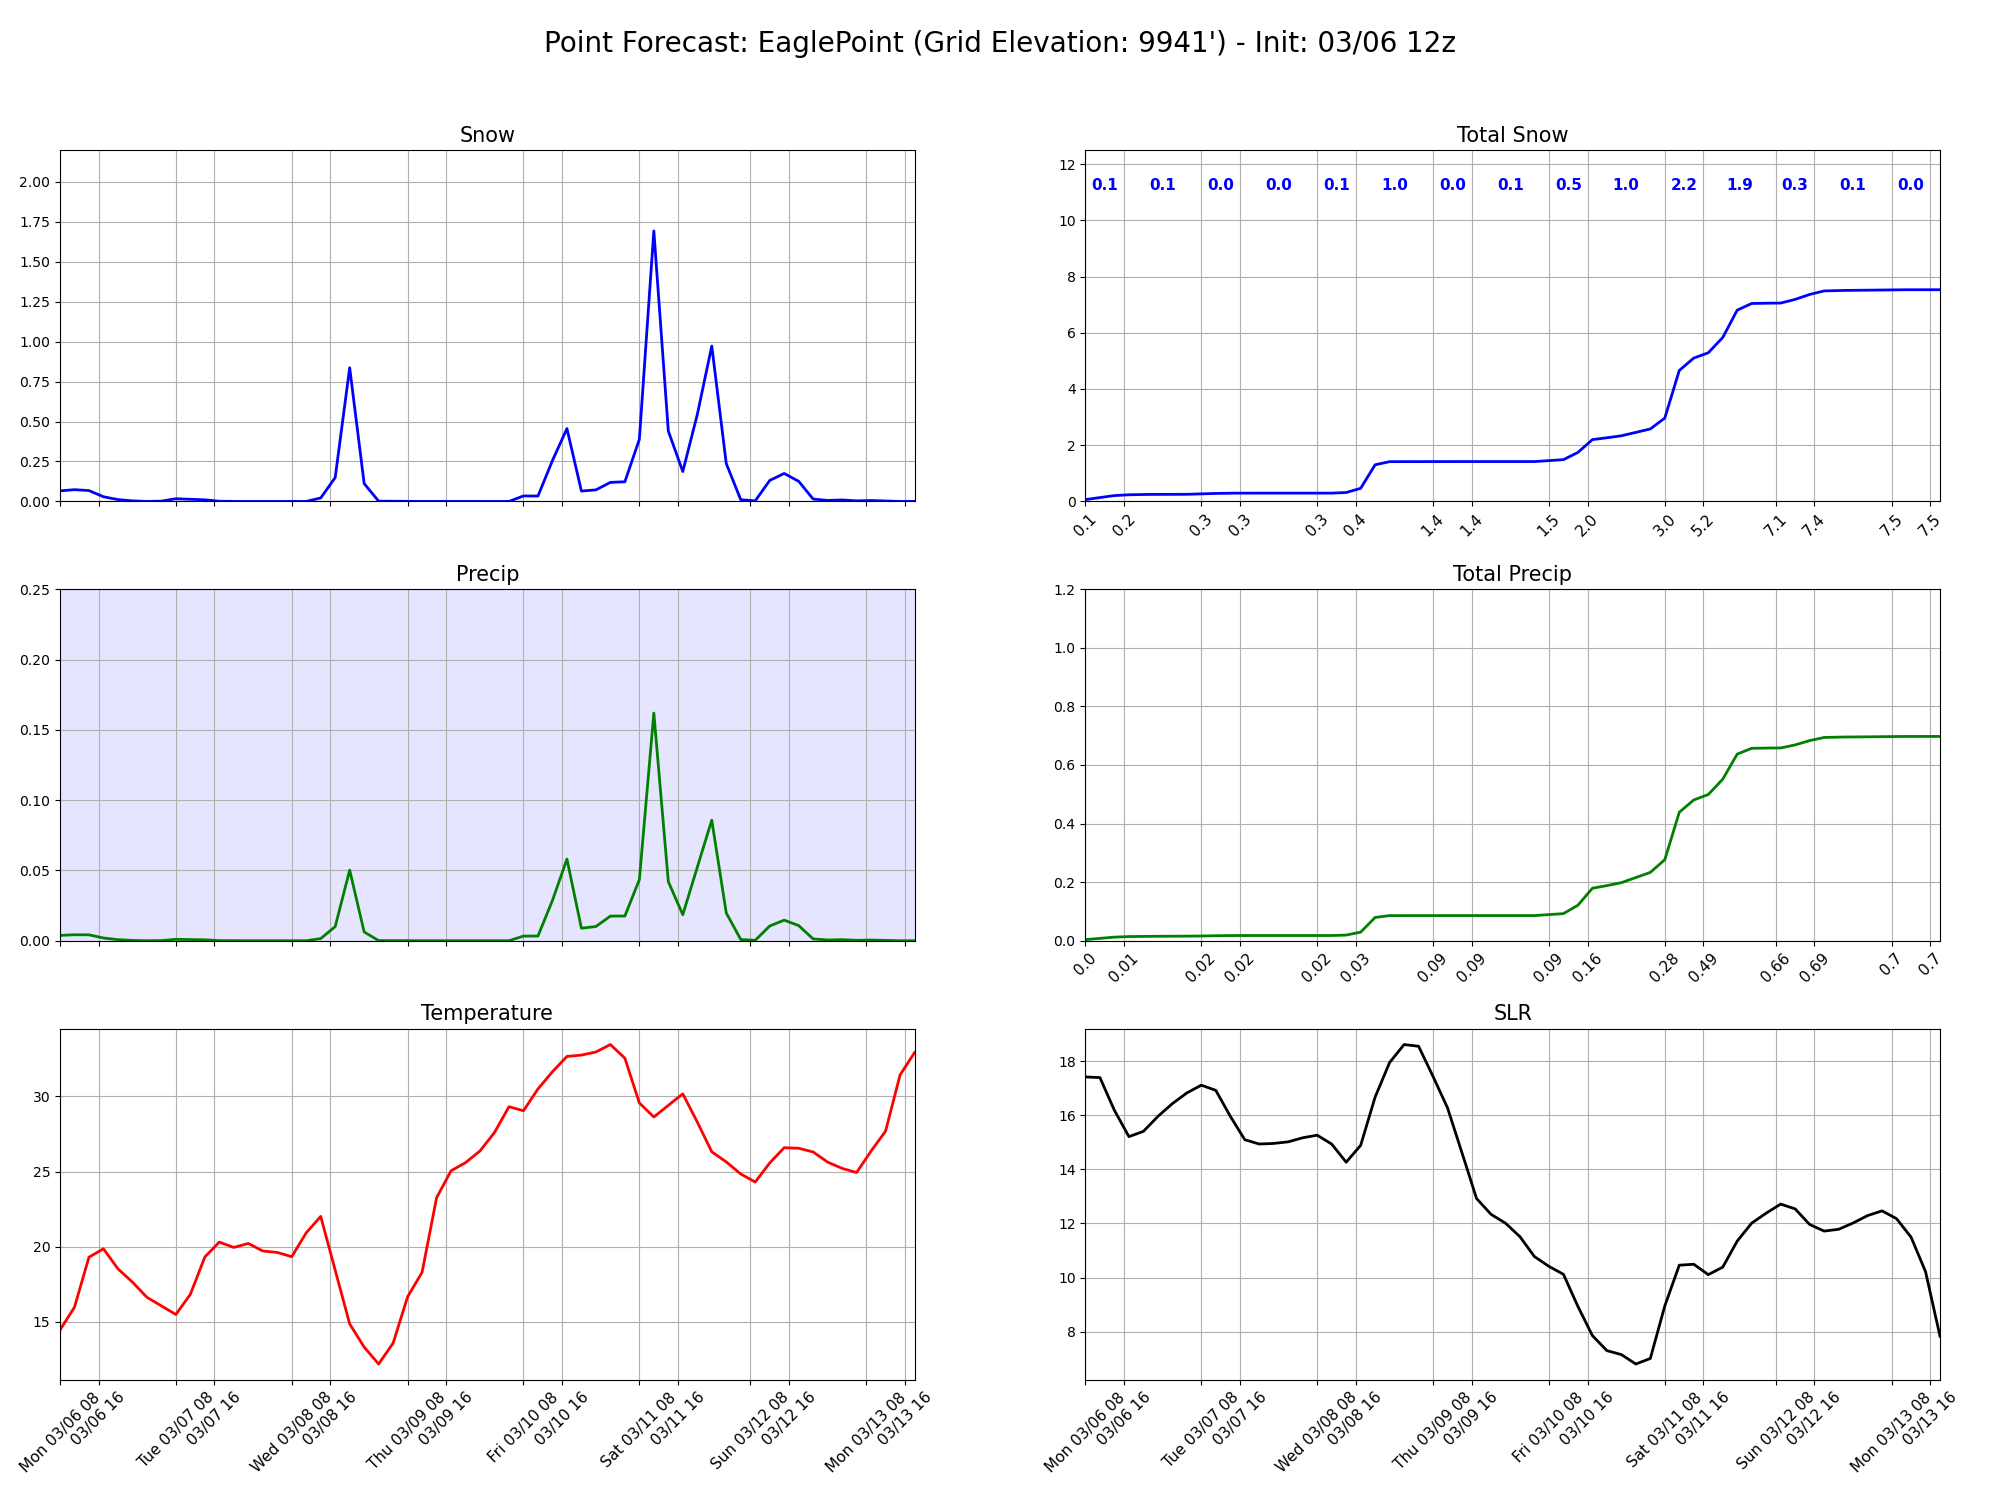 Point Forecast: EaglePoint (Grid Elevation: 9941') - Init: 03/06 12z
Snow
2.00
1.75
1.50
1.25
1.00
0.75
0.50
0.25
0.00
Total Snow
0.1 0.1 0.0 0.0 0.1 1.0 0.0 0.1 0.5 1.0 2.2 1.9 0.3 0.1 0.0
12
10
8
6
4
2
0
0.1 0.2 0.3 0.3 0.3 0.4 1.4 1.4 1.5 2.0 3.0 5.2 7.1 7.4 7.5 7.5
Precip
0.25
0.20
0.15
0.10
0.05
0.00
Total Precip
1.2
1.0
0.8
0.6
0.4
0.2
0.0
0.0 0.01 0.02 0.02 0.02 0.03 0.09 0.09 0.09 0.16 0.28 0.49 0.66 0.69 0.7 0.7
Temperature
30
25
20
15
Mon 03/06 08
03/06 16
Tue 03/07 08
03/07 16
Wed 03/08 08
03/08 16
Thu 03/09 08
03/09 16
Fri 03/10 08
03/10 16
Sat 03/11 08
03/11 16
Sun 03/12 08
03/12 16
Mon 03/13 08
03/13 16
SLR
18
16
14
12
10
8
Mon 03/06 08
03/06 16
Tue 03/07 08
03/07 16
Wed 03/08 08
03/08 16
Thu 03/09 08
03/09 16
Fri 03/10 08
03/10 16
Sat 03/11 08
03/11 16
Sun 03/12 08
03/12 16
Mon 03/13 08
03/13 16